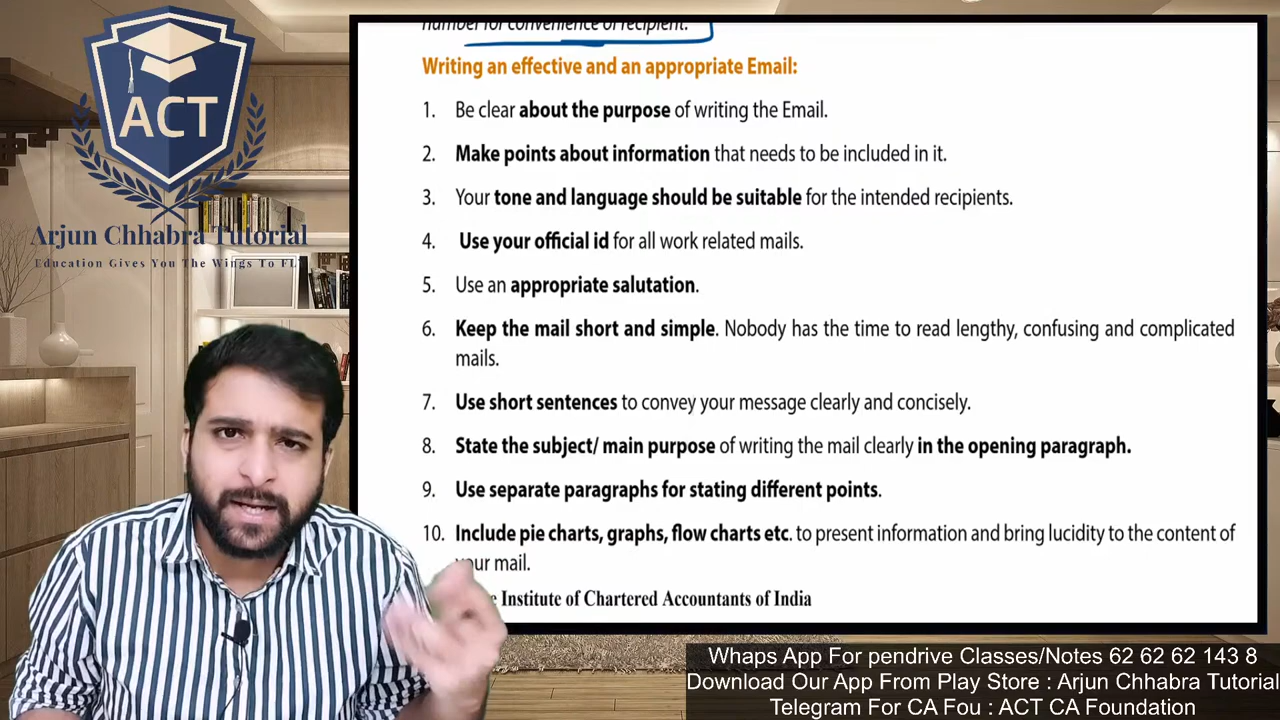 ACT
Arjun Chhabra Tutorial
Education Gives You The Wings To FL
number for convenience of recipient.
Writing an effective and an appropriate Email:
1. Be clear about the purpose of writing the Email.
2. Make points about information that needs to be included in it.
3. Your tone and language should be suitable for the intended recipients.
4. Use your official id for all work related mails.
5. Use an appropriate salutation.
6. Keep the mail short and simple. Nobody has the time to read lengthy, confusing and complicated
mails.
7. Use short sentences to convey your message clearly and concisely.
8. State the subject/ main purpose of writing the mail clearly in the opening paragraph.
9. Use separate paragraphs for stating different points.
10. Include pie charts, graphs, flow charts etc. to present information and bring lucidity to the content of
your mail.
Institute of Chartered Accountants of India
Whaps App For pendrive Classes/Notes 62 62 62 143 8
Download Our App From Play Store : Arjun Chhabra Tutorial
Telegram For CA Fou : ACT CA Foundation